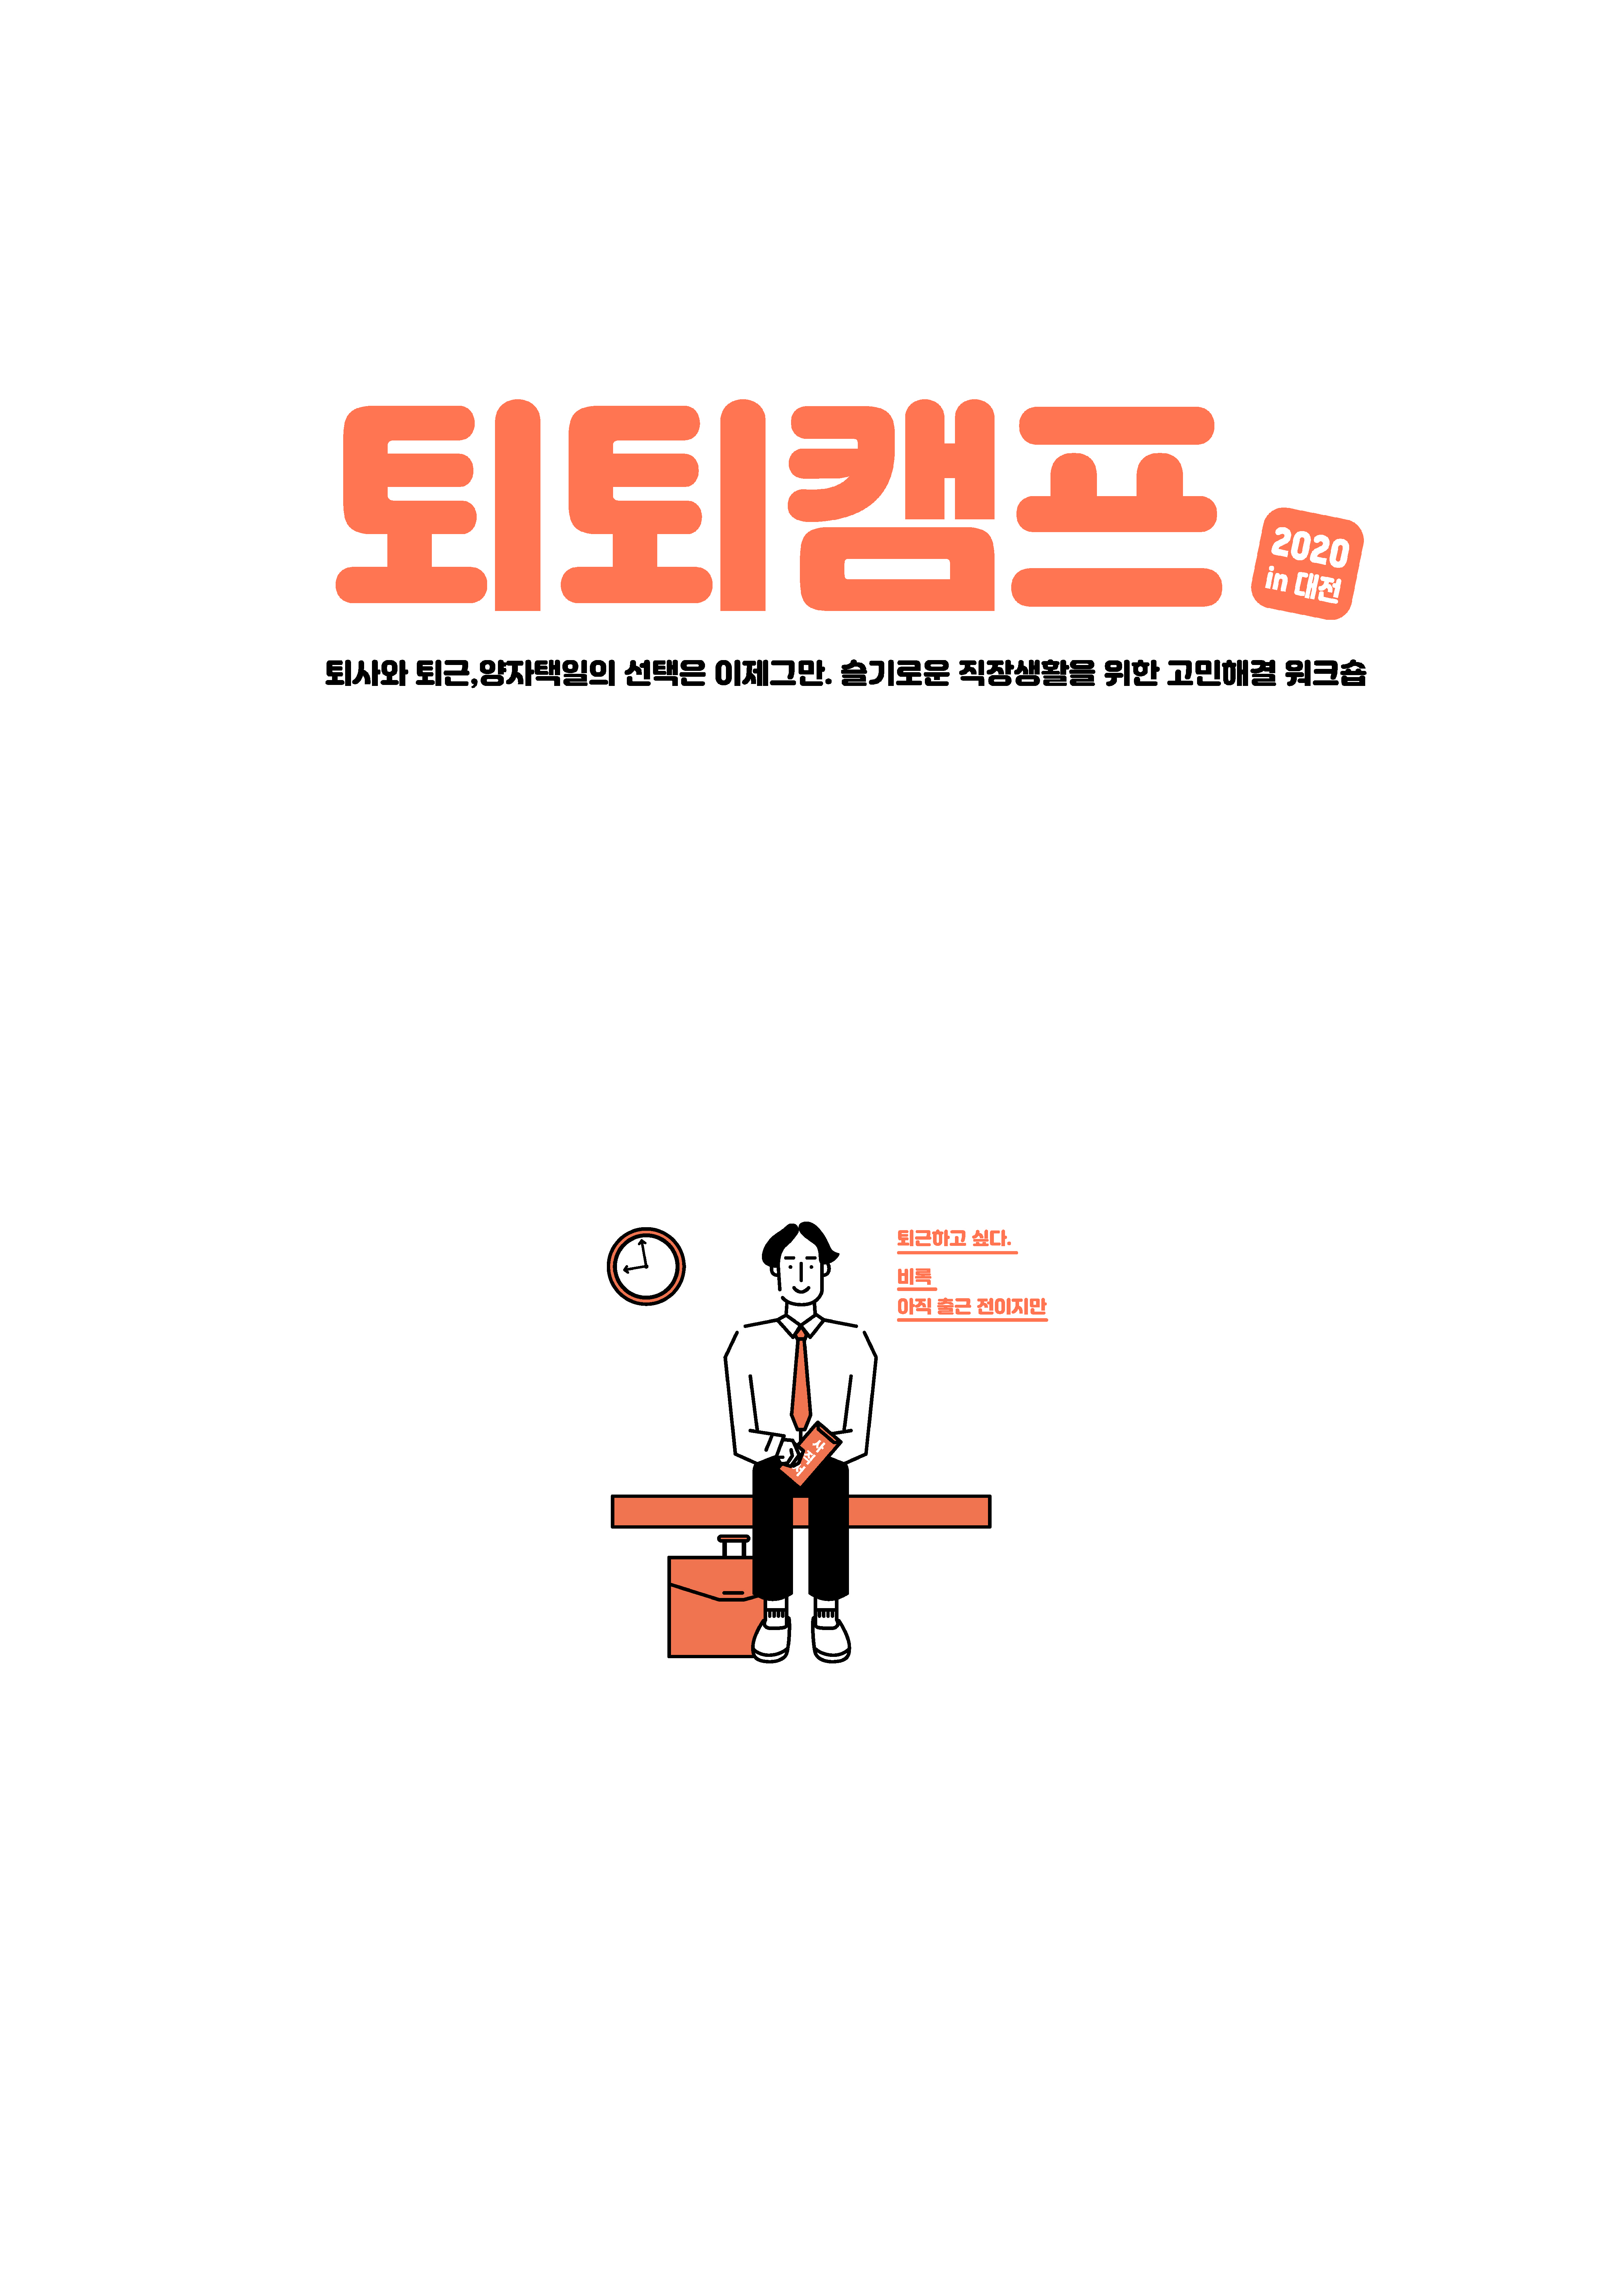 퇴퇴캠프
2020
in 대전
퇴사와 퇴근,양자택일의 선택은 이제그만. 슬기로운 직장생활을 위한 고민해결 워크숍
퇴근하고 싶다.
비록
아직 출근 전이지만
사직서